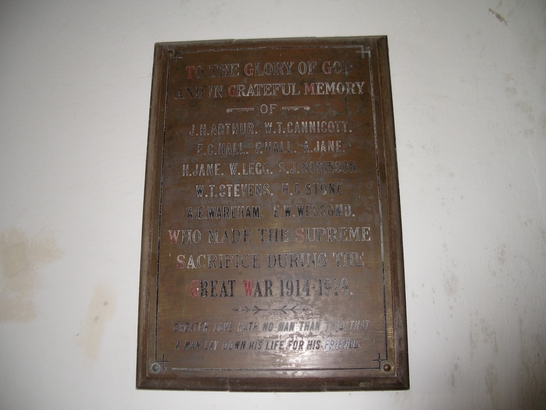 TO THE GLORY OF GOD
AND IN GRATEFUL MEMORY
OF
J.H.ARTHUR. W.T.CANNICOTT.
E.C.HALL. A.JANE.
H.JANE. W.LEGG.
W.T.STEVENS. STONE
A.E.WAREHAM.
WHO MADE THE SUPREME
SACRIFICE DURING THE
GREAT WAR 1914-1919.
GREATER LOVE HATH NO MAN THAN THIS THAT
A MAN LAY DOWN HIS LIFE FOR HIS FRIENDS